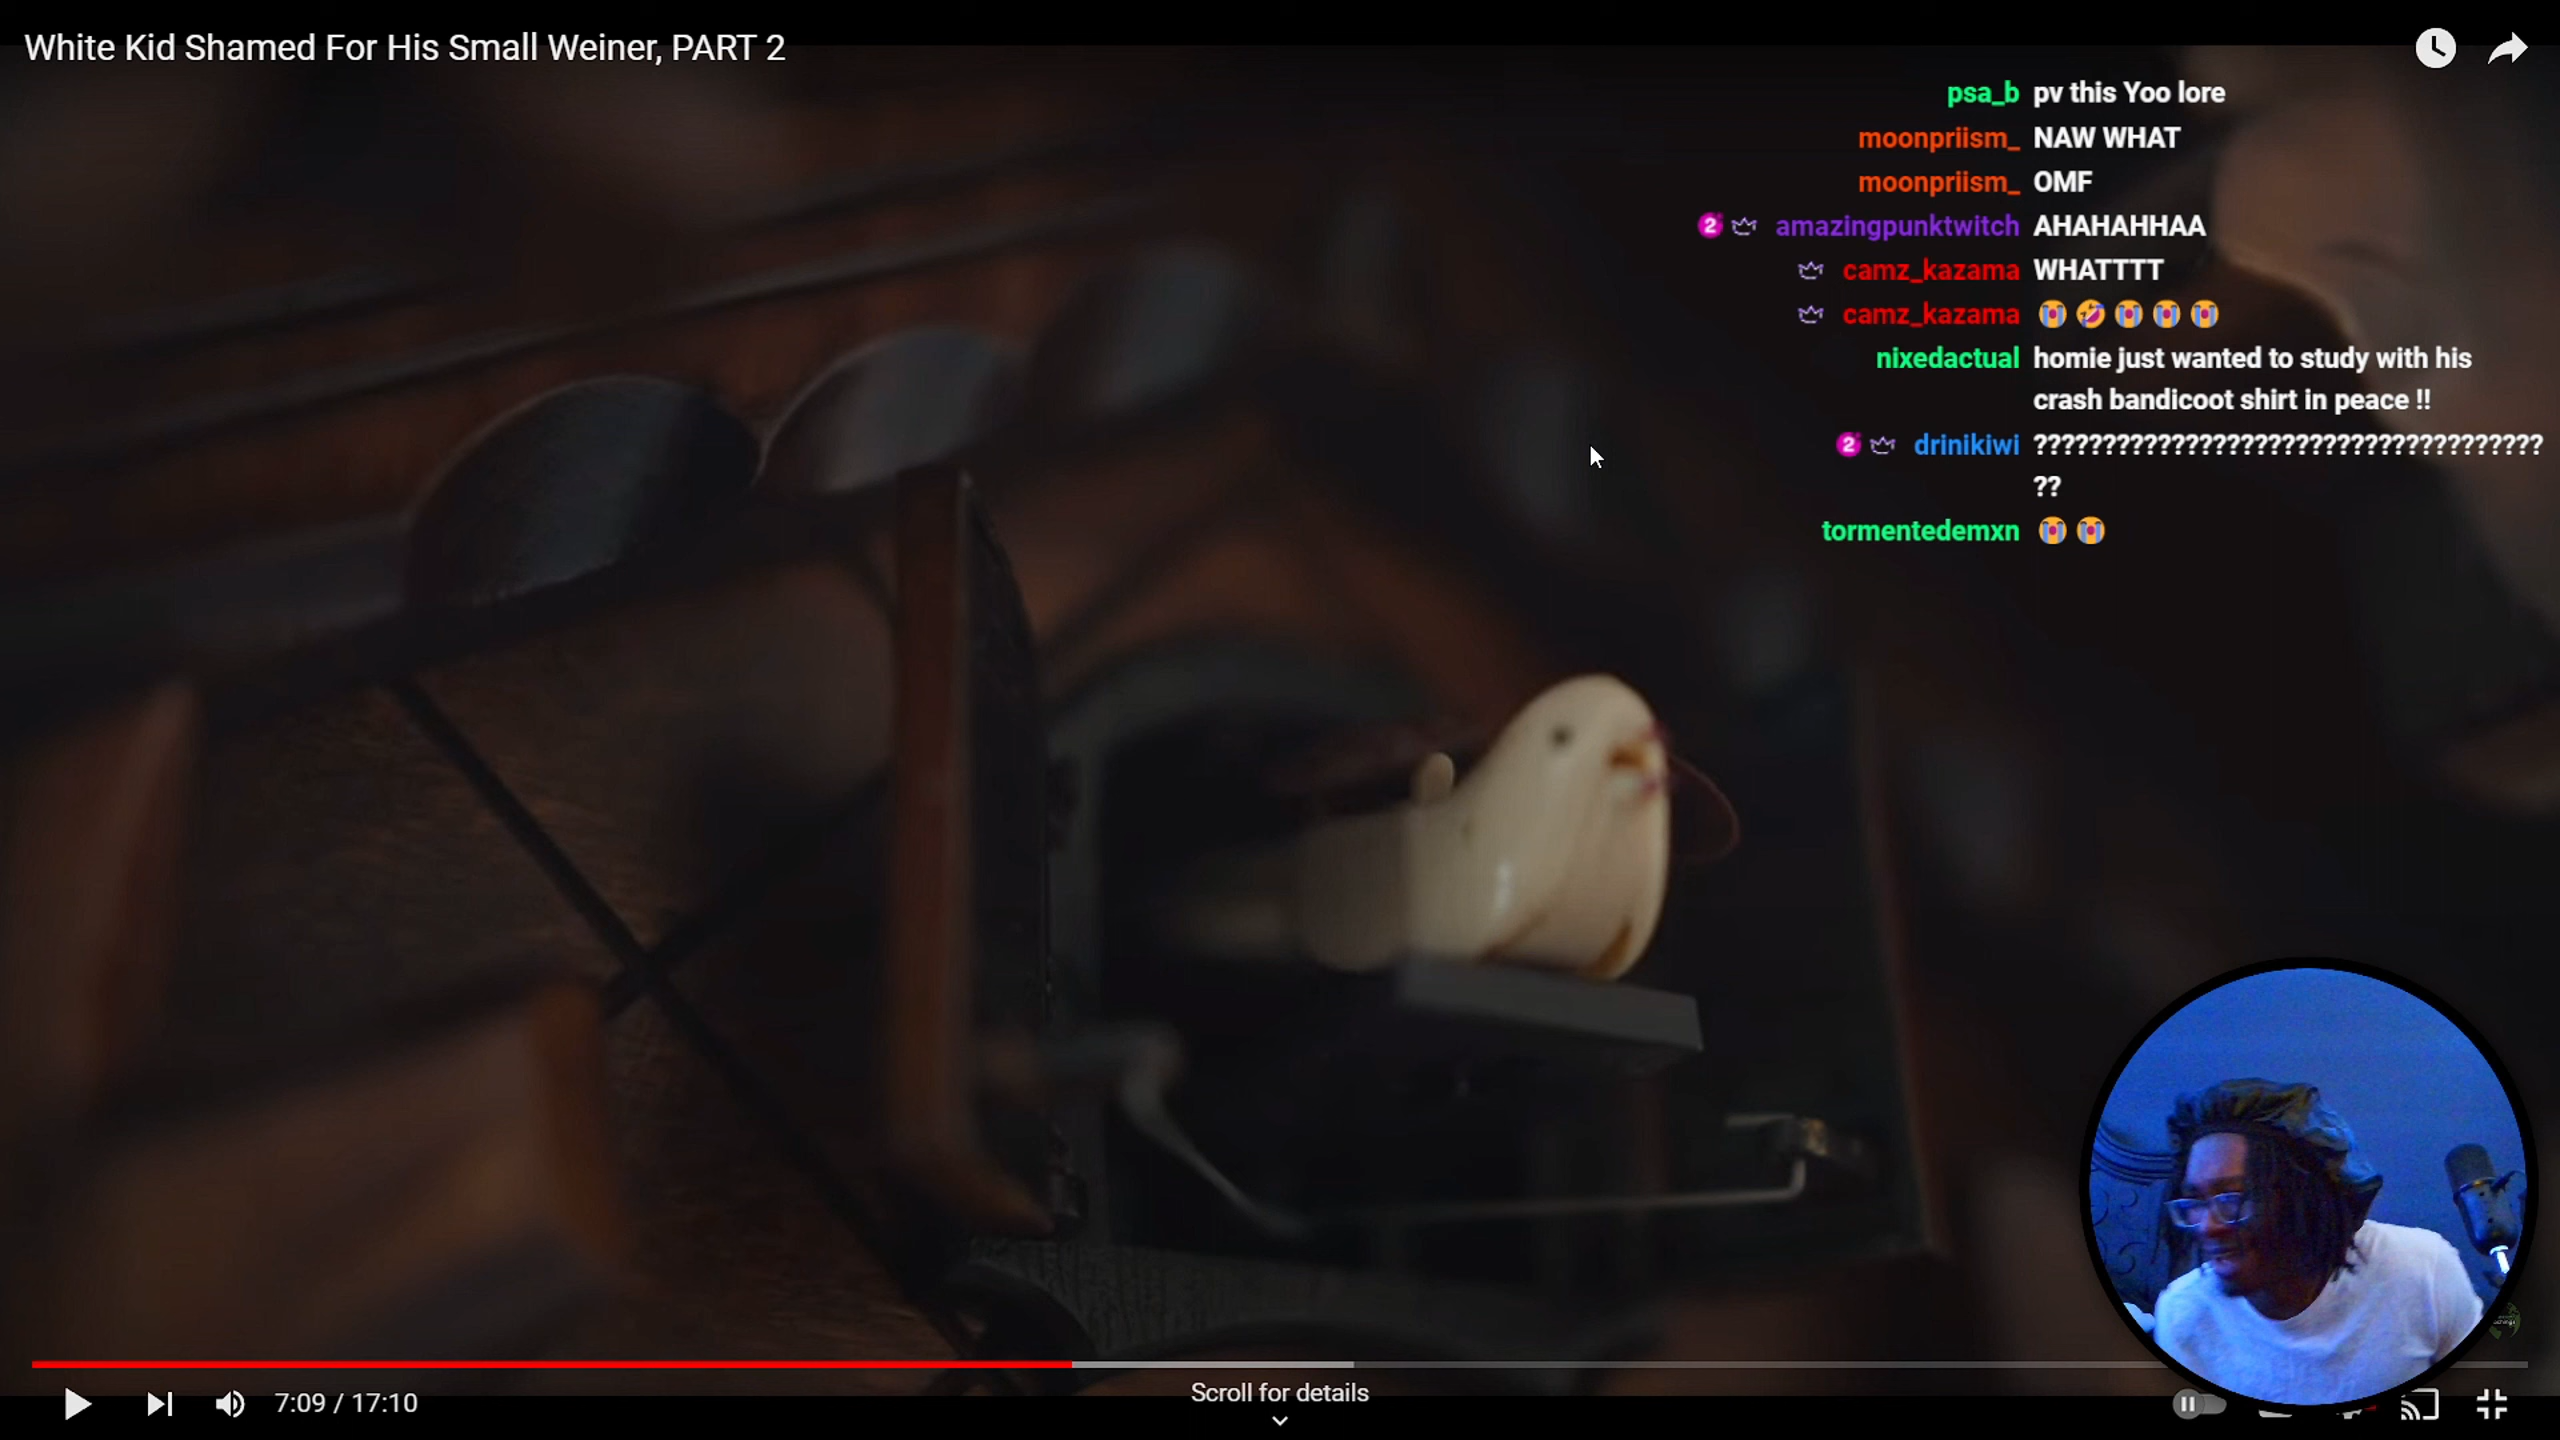 White Kid Shamed For His Small Weiner, PART 2
psa_b pv this Yoo lore
moonpriism_ NAW WHAT
moonpriism_ OMF
2 amazingpunktwitch AHAHAHHAA
camz_kazama WHATTTT
camz_kazama 😭🤣😭😭😭
nixedactual homie just wanted to study with his
crash bandicoot shirt in peace !!
2 drinikiwi ?????????????????????????????????????
??
tormentedemxn 😭😭
7:09 / 17:10
Scroll for details